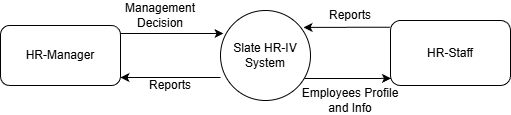 Management
Decision
Reports
HR-Manager
Slate HR-IV
System
HR-Staff
Reports
Employees Profile
and Info